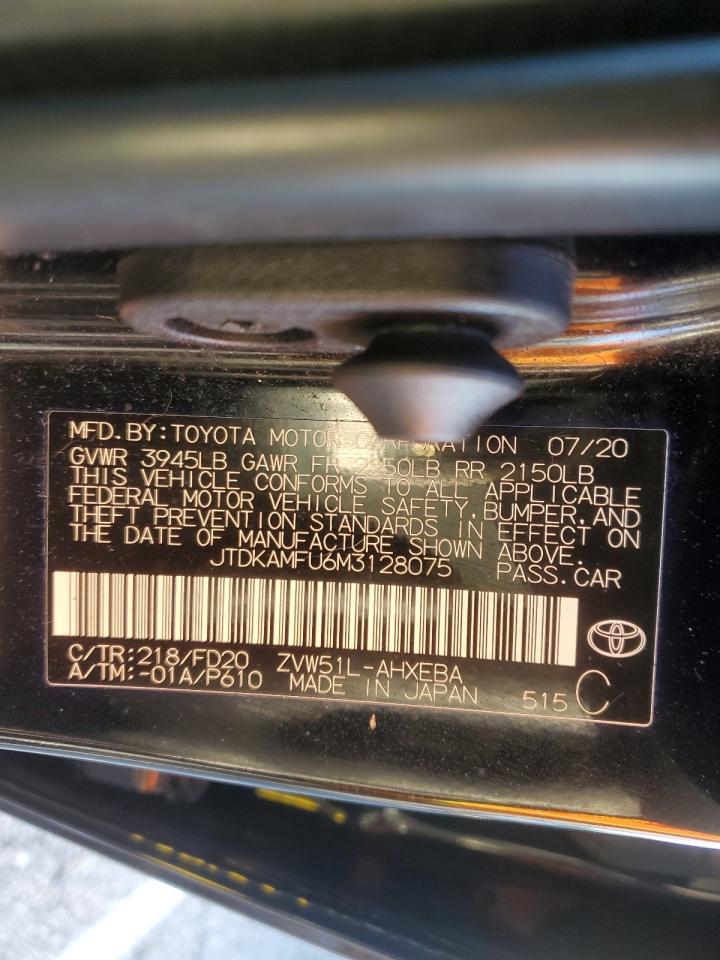 MFD.BY:TOYOTA MOTOR CORPORATION 07/20
GVWR 3945LB GAWR FR 2250LB RR 2150LB
THIS VEHICLE CONFORMS TO ALL APPLICABLE
FEDERAL MOTOR VEHICLE SAFETY,BUMPER,AND
THEFT PREVENTION STANDARDS IN EFFECT ON
THE DATE OF MANUFACTURE SHOWN ABOVE.
JTDKAMFU6M3128075 PASS.CAR
C/TR:218/FD20 ZVW51L-AHXEBA
A/TM:-01A/P610 MADE IN JAPAN 515 C